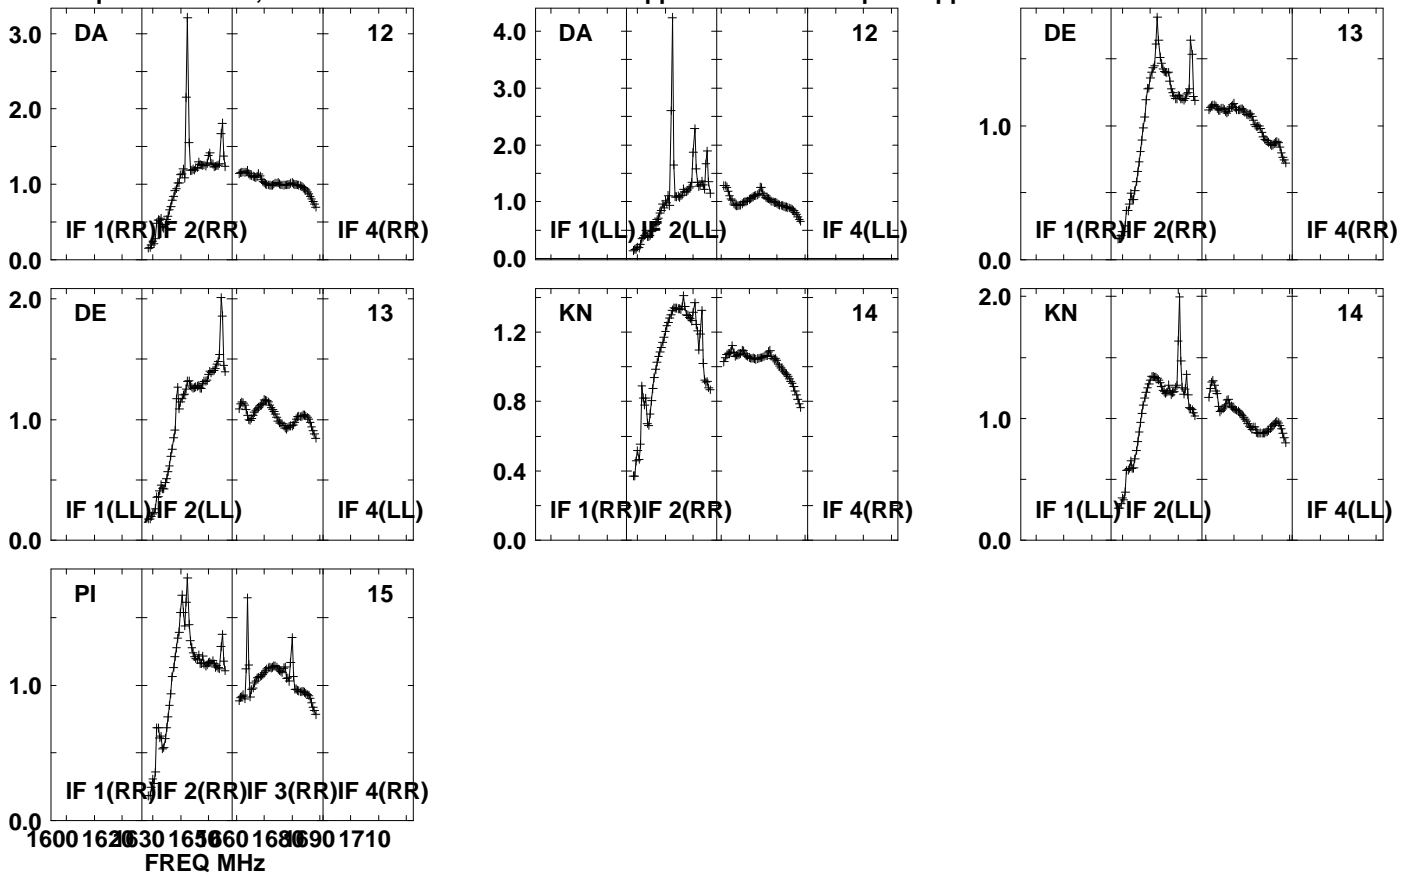 DA 12
3.0
2.0
1.0
0.0
IF 1(RR) IF 2(RR) IF 4(RR)
DA 12
4.0
3.0
2.0
1.0
0.0
IF 1(LL) IF 2(LL) IF 4(LL)
DE 13
1.0
0.0
IF 1(RR) IF 2(RR) IF 4(RR)
DE 13
2.0
1.0
0.0
IF 1(LL) IF 2(LL) IF 4(LL)
KN 14
1.2
0.8
0.4
0.0
IF 1(RR) IF 2(RR) IF 4(RR)
KN 14
2.0
1.0
0.0
IF 1(LL) IF 2(LL) IF 4(LL)
PI 15
1.0
0.0
IF 1(RR) IF 2(RR) IF 3(RR) IF 4(RR)
1600 1620 1630 1650 1660 1680 1690 1710
FREQ MHz